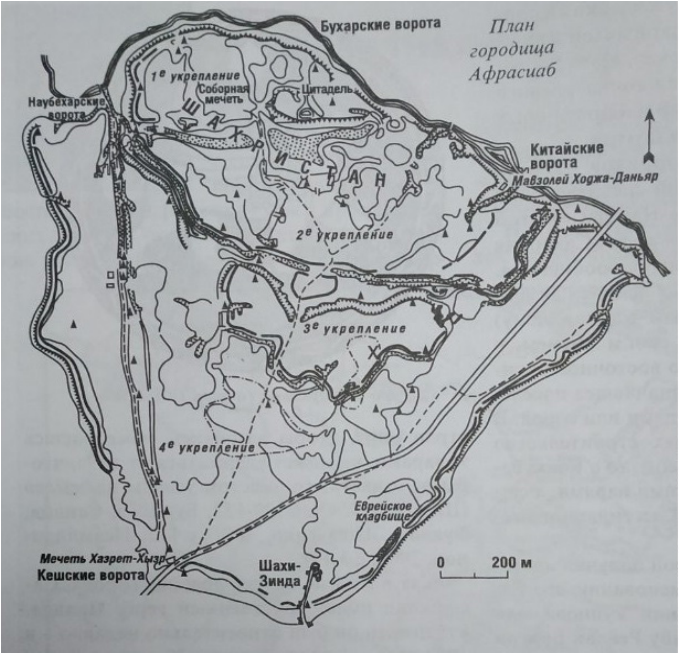 Бухарские ворота
План
городища
Афрасиаб
1е укрепление
Соборная
мечеть
Цитадель
Наубехарские
ворота
ШАХРИСТАН
Китайские
ворота
Мавзолей Ходжа-Даньяр
2е укрепление
3е укрепление
4е укрепление
Еврейское
кладбище
Мечеть Хазрет-Хызр
Кешские ворота
Шахи-
Зинда
0 200 м